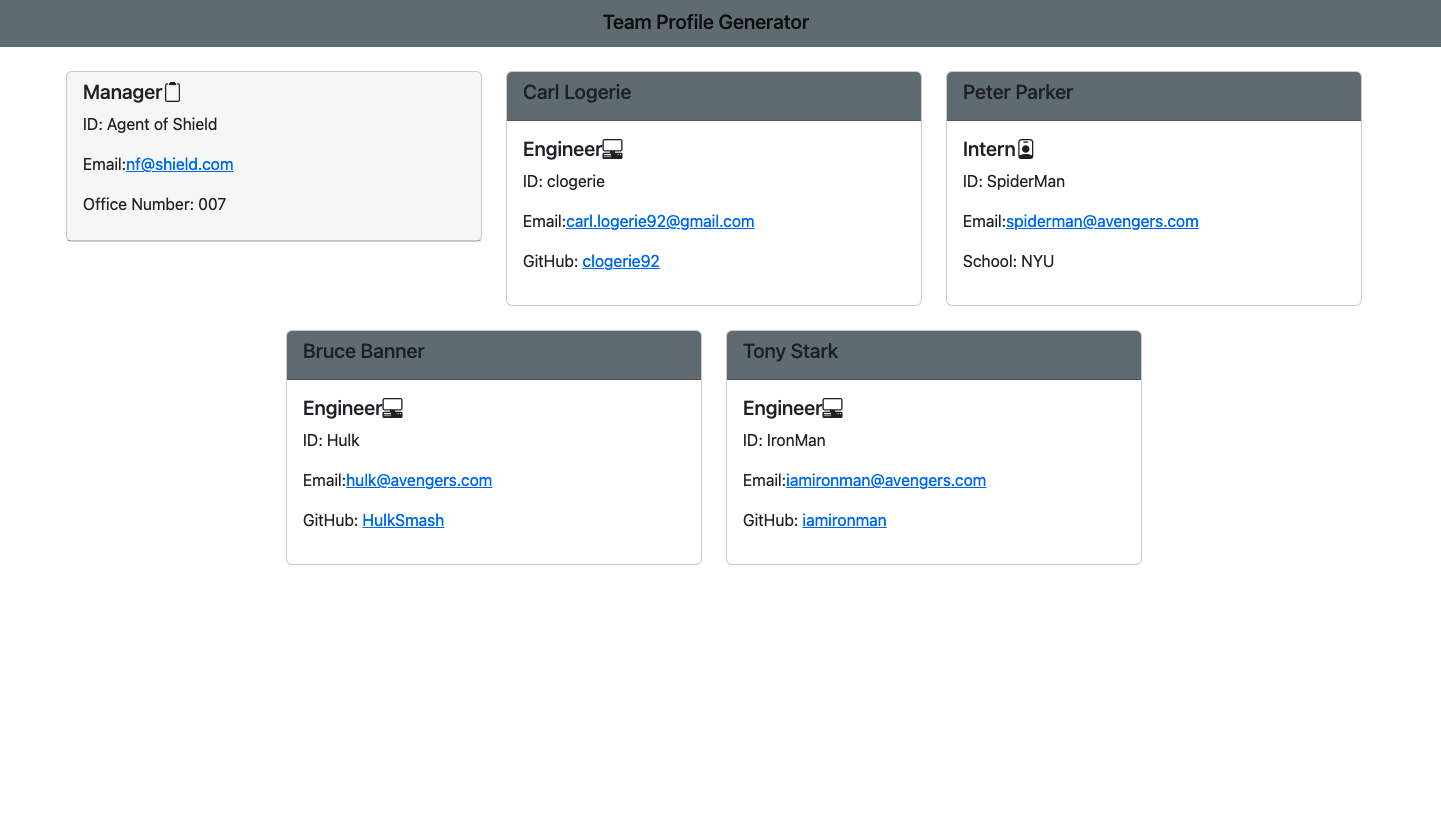 Team Profile Generator
Manager
ID: Agent of Shield
Email:nf@shield.com
Office Number: 007
Carl Logerie
Engineer
ID: clogerie
Email:carl.logerie92@gmail.com
GitHub: clogerie92
Peter Parker
Intern
ID: SpiderMan
Email:spiderman@avengers.com
School: NYU
Bruce Banner
Engineer
ID: Hulk
Email:hulk@avengers.com
GitHub: HulkSmash
Tony Stark
Engineer
ID: IronMan
Email:iamironman@avengers.com
GitHub: iamironman